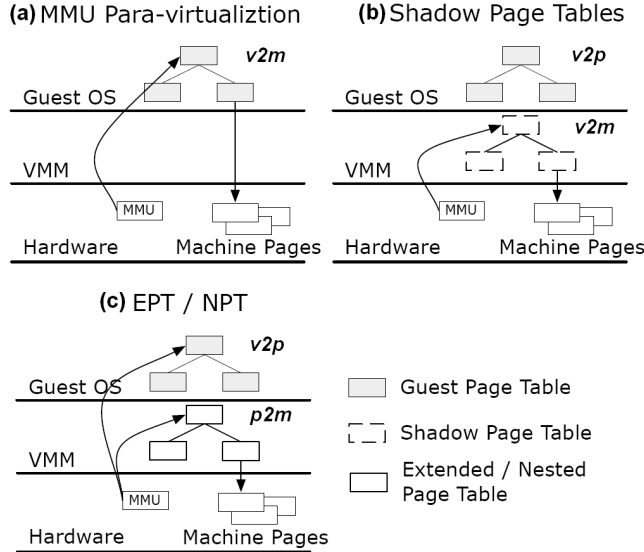 (a) MMU Para-virtualiztion
v2m
Guest OS
VMM
MMU
Hardware
Machine Pages
(b) Shadow Page Tables
v2p
Guest OS
v2m
VMM
MMU
Hardware
Machine Pages
(c) EPT / NPT
v2p
Guest OS
p2m
VMM
MMU
Hardware
Machine Pages
Guest Page Table
Shadow Page Table
Extended / Nested
Page Table